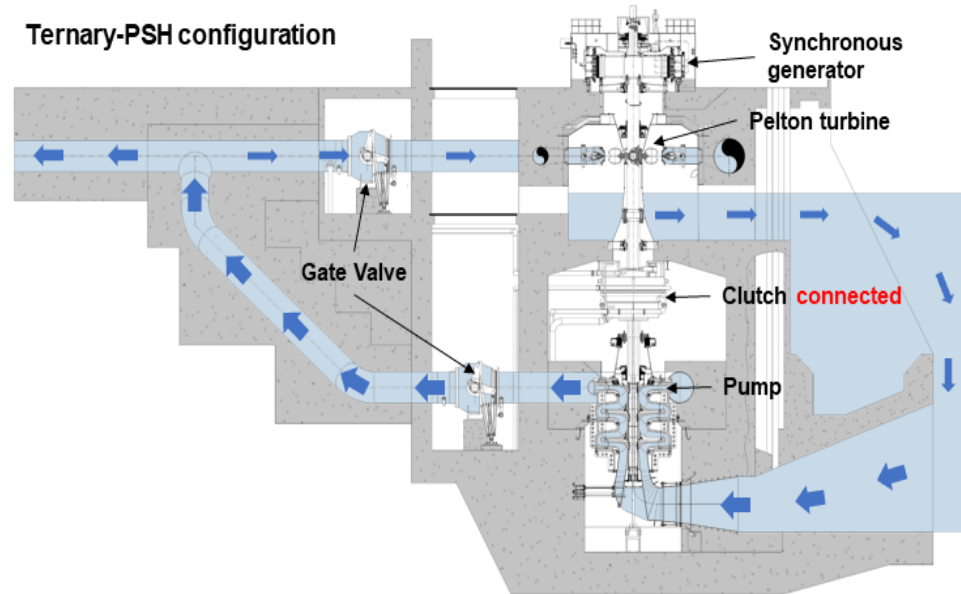 Ternary-PSH configuration
Synchronous
generator
Pelton turbine
Gate Valve
Clutch connected
Pump